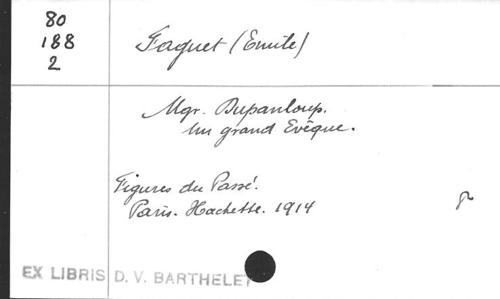 80
188
2
Faguet (Emile)
Mgr. Dupanloup.
Un grand Evêque.
Figures du Passé.
Paris. Hachette. 1914
EX LIBRIS D. V. BARTHELET